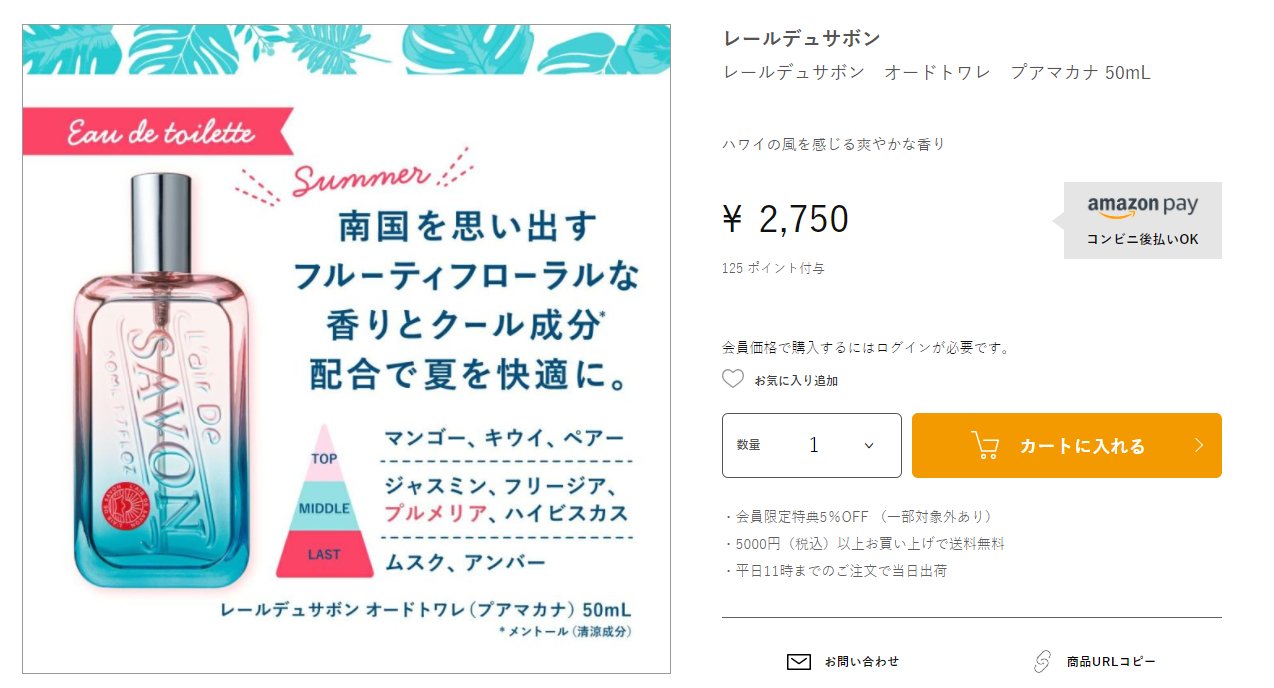 Eau de toilette
Summer
南国を思い出す
フルーティフローラルな
香りとクール成分*
配合で夏を快適に。
L'air De
SAVON
TOP
マンゴー、キウイ、ペアー
MIDDLE
ジャスミン、フリージア、
プルメリア、ハイビスカス
LAST
ムスク、アンバー
レールデュサボン オードトワレ（プアマカナ） 50mL
*メントール（清涼成分）
レールデュサボン
レールデュサボン　オードトワレ　プアマカナ 50mL
ハワイの風を感じる爽やかな香り
¥ 2,750
amazon pay
コンビニ後払いOK
125 ポイント付与
会員価格で購入するにはログインが必要です。
お気に入り追加
数量 1
カートに入れる
・会員限定特典5%OFF （一部対象外あり）
・5000円（税込）以上お買い上げで送料無料
・平日11時までのご注文で当日出荷
お問い合わせ
商品URLコピー